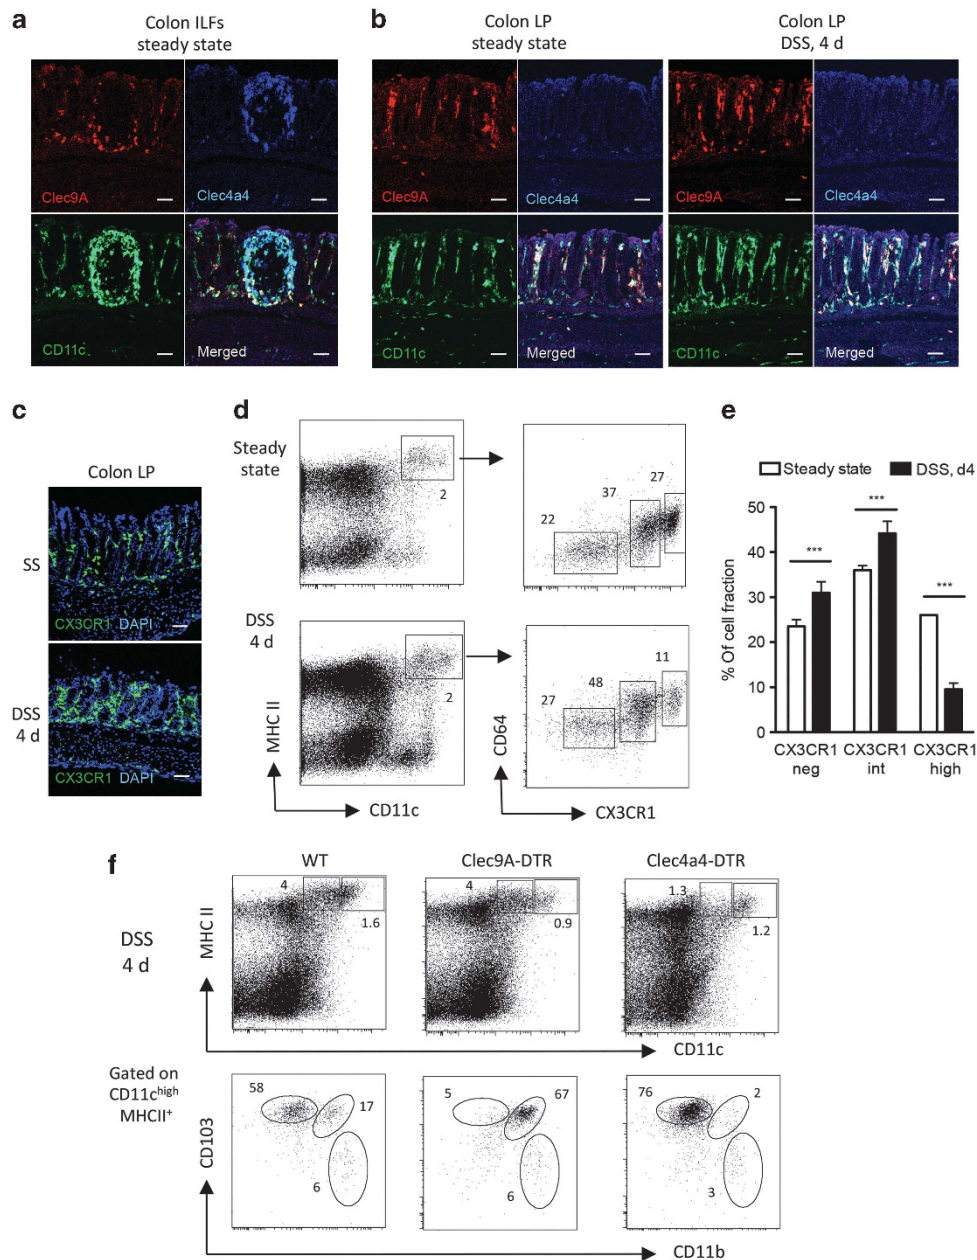 a
Colon ILFs
steady state
Clec9A
Clec4a4
CD11c
Merged
b
Colon LP
steady state
Colon LP
DSS, 4 d
Clec9A
Clec4a4
Clec9A
Clec4a4
CD11c
Merged
CD11c
Merged
c
Colon LP
SS
CX3CR1 DAPI
DSS
4 d
CX3CR1 DAPI
d
Steady
state
2
22
37
27
DSS
4 d
2
27
48
11
MHC II
CD11c
CD64
CX3CR1
e
Steady state
DSS, d4
% Of cell fraction
50
40
30
20
10
0
***
***
***
CX3CR1
neg
CX3CR1
int
CX3CR1
high
f
WT
Clec9A-DTR
Clec4a4-DTR
DSS
4 d
MHC II
4
1.6
4
0.9
1.3
1.2
CD11c
Gated on
CD11chigh
MHCII+
CD103
58
17
6
5
67
6
76
2
3
CD11b